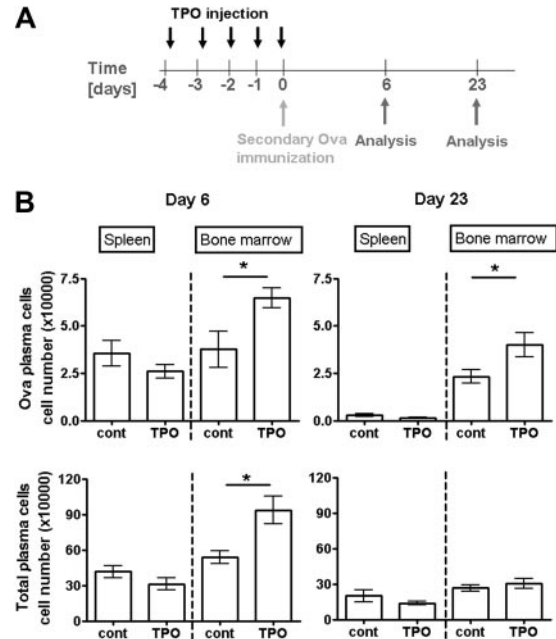 A
TPO injection
Time
[days]
-4 -3 -2 -1 0 6 23
Secondary Ova
immunization
Analysis
Analysis
B
Day 6
Day 23
Spleen
Bone marrow
Spleen
Bone marrow
Ova plasma cells
cell number (x10000)
7.5
5.0
2.5
0.0
*
cont TPO cont TPO
7.5
5.0
2.5
0.0
*
cont TPO cont TPO
Total plasma cells
cell number (x10000)
120
90
60
30
0
*
cont TPO cont TPO
120
90
60
30
0
cont TPO cont TPO